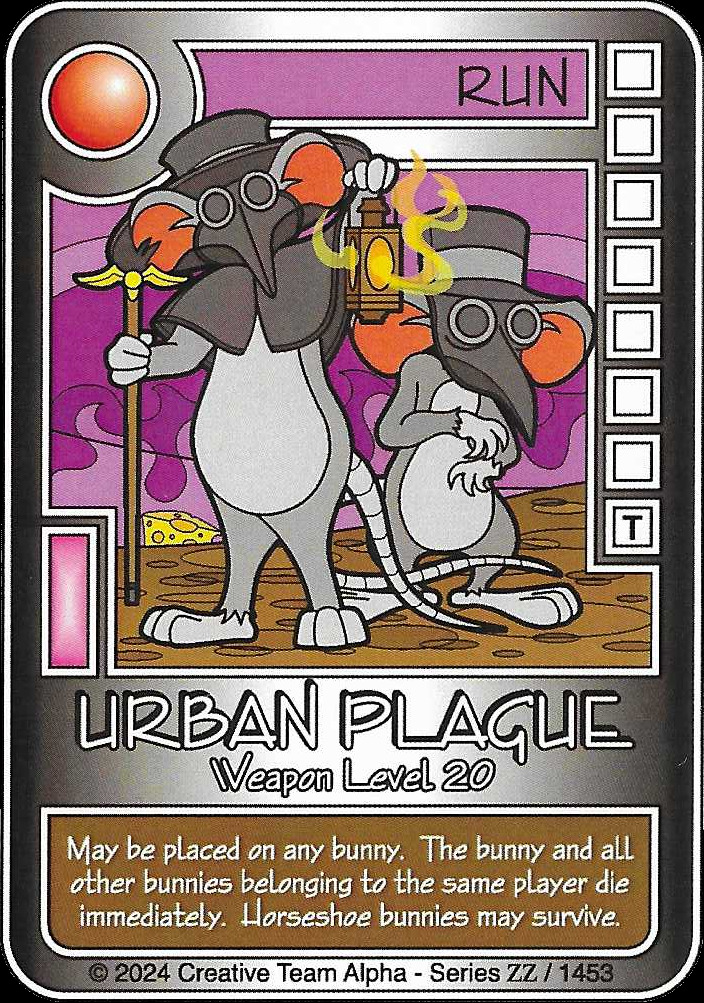 RUN
T
URBAN PLAGUE
Weapon Level 20
May be placed on any bunny. The bunny and all
other bunnies belonging to the same player die
immediately. Horseshoe bunnies may survive.
© 2024 Creative Team Alpha - Series ZZ / 1453